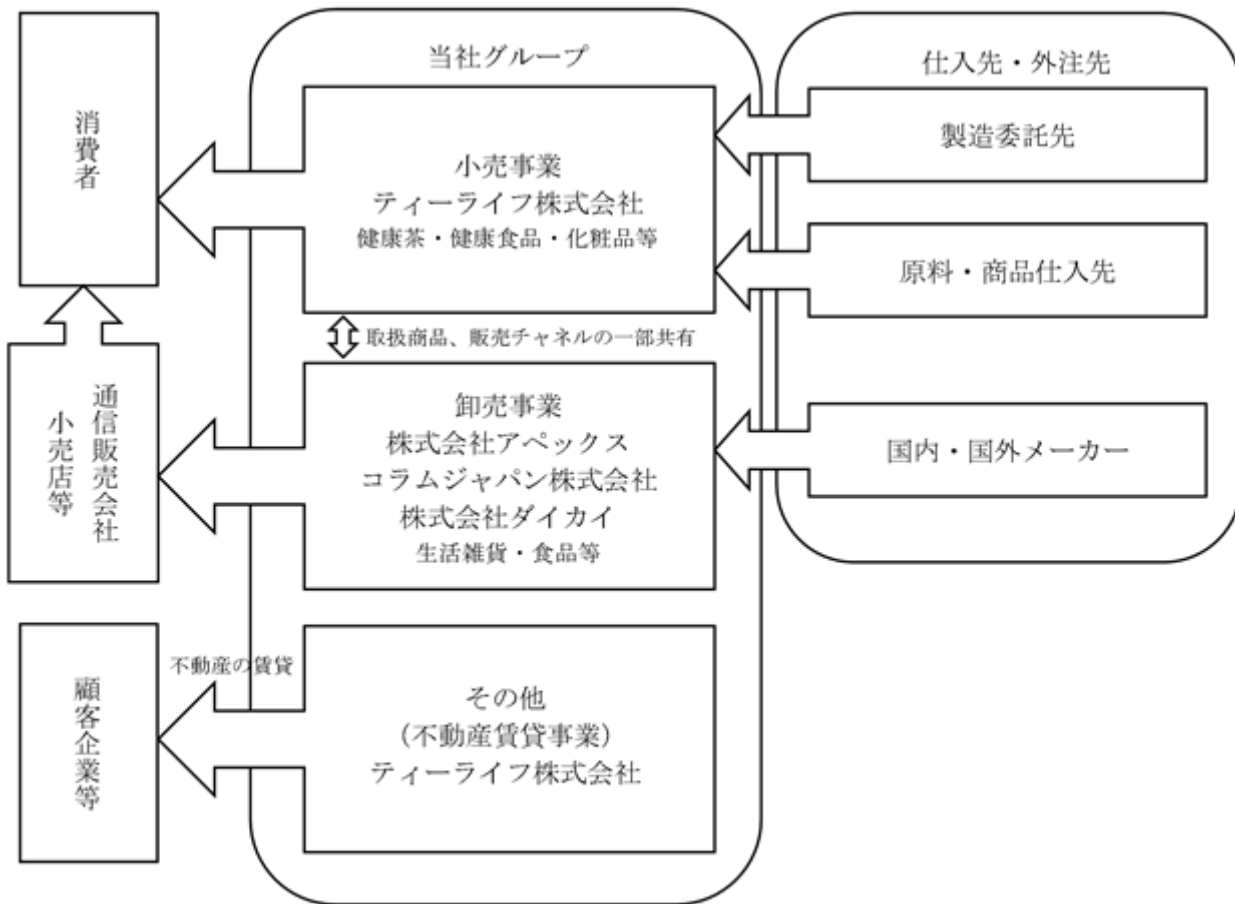 消費者
通信販売会社
小売店等
顧客企業等
当社グループ
小売事業
ティーライフ株式会社
健康茶・健康食品・化粧品等
取扱商品、販売チャネルの一部共有
卸売事業
株式会社アペックス
コラムジャパン株式会社
株式会社ダイカイ
生活雑貨・食品等
不動産の賃貸
その他
（不動産賃貸事業）
ティーライフ株式会社
仕入先・外注先
製造委託先
原料・商品仕入先
国内・国外メーカー